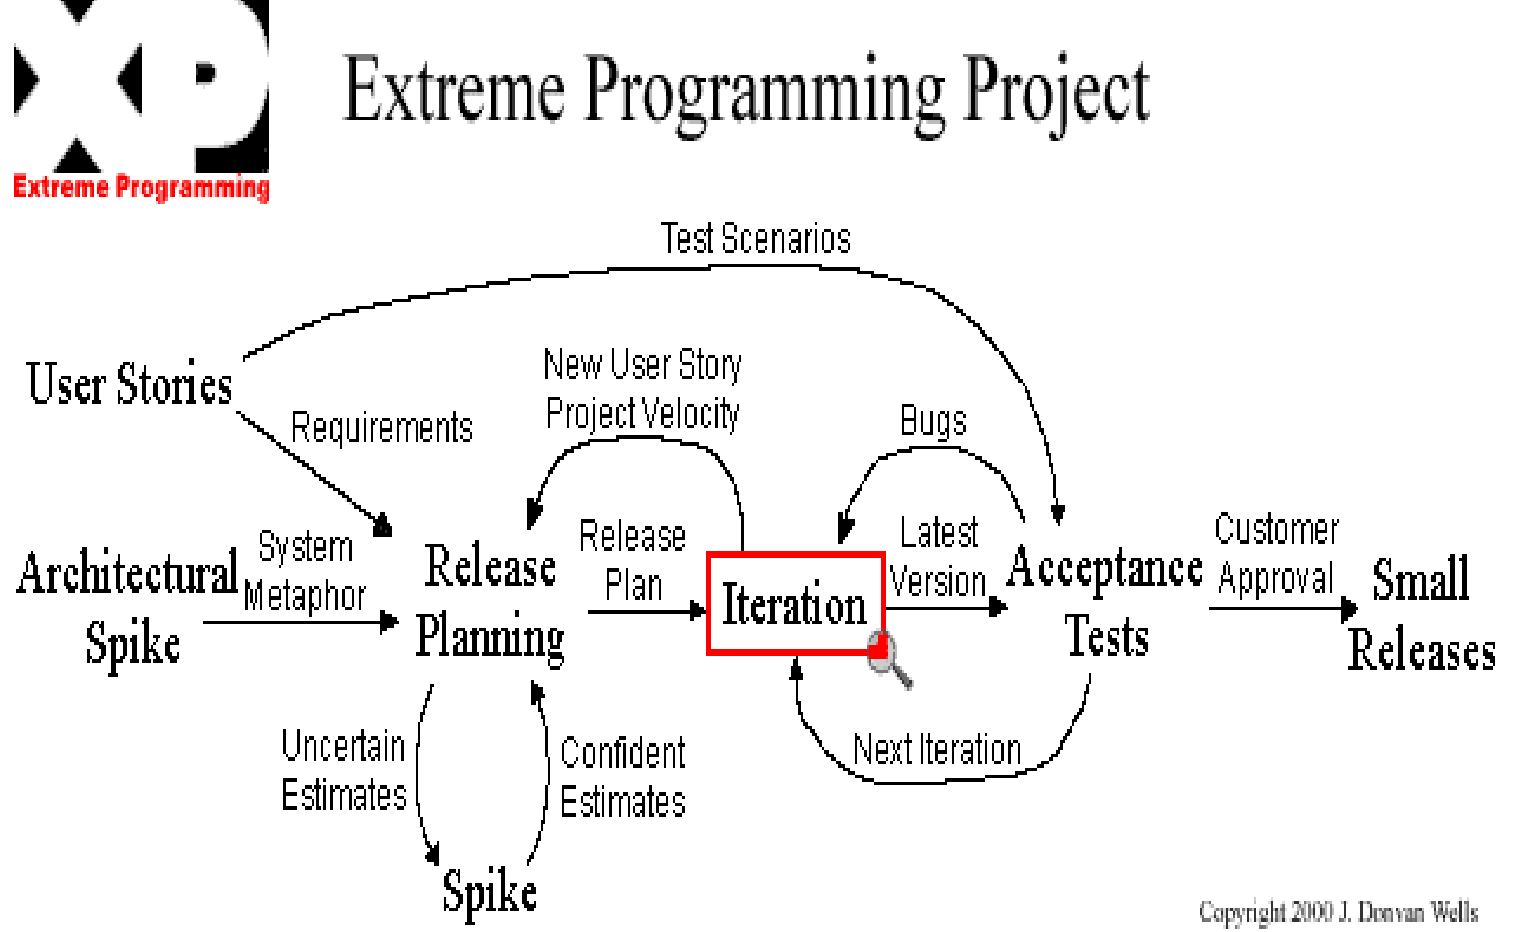 XP
Extreme Programming
Extreme Programming Project
Test Scenarios
User Stories
Requirements
New User Story
Project Velocity
Bugs
Architectural
Spike
System
Metaphor
Release
Planning
Release
Plan
Iteration
Latest
Version
Acceptance
Tests
Customer
Approval
Small
Releases
Uncertain
Estimates
Confident
Estimates
Next Iteration
Spike
Copyright 2000 J. Donvan Wells